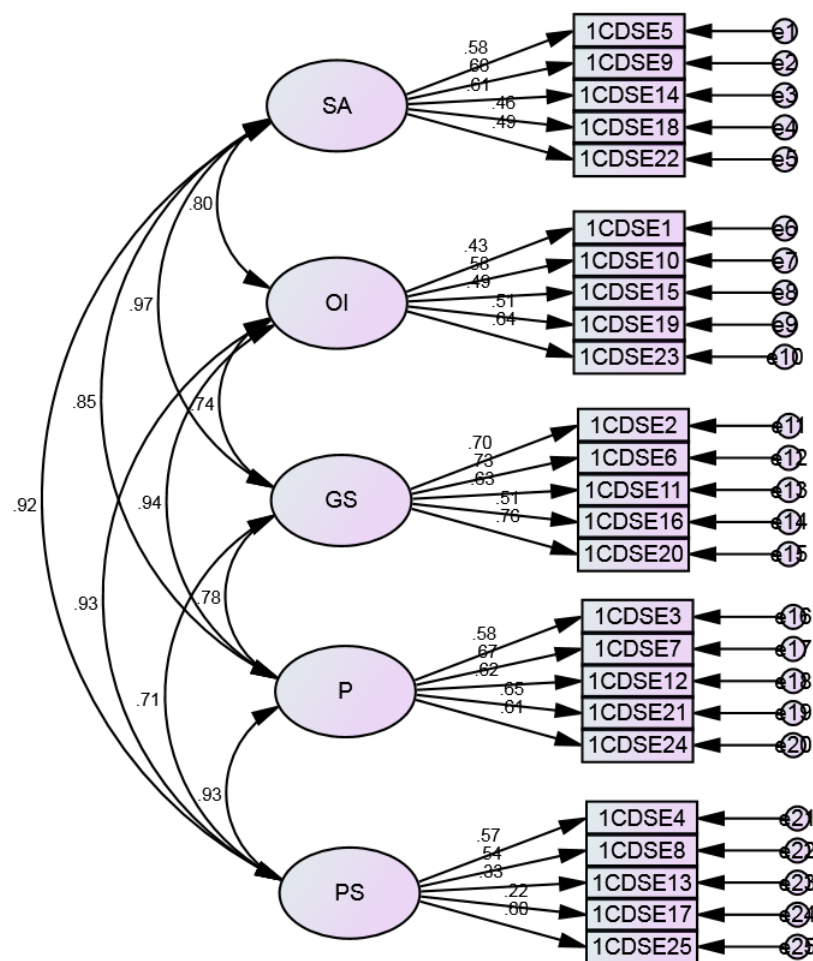 1CDSE5
e1
.58
1CDSE9
e2
SA
.61
1CDSE14
e3
.46
1CDSE18
e4
.49
1CDSE22
e5
.80
1CDSE1
e6
.43
1CDSE10
e7
.58
OI
.49
1CDSE15
e8
.51
1CDSE19
e9
.64
1CDSE23
e10
.97
.74
.85
1CDSE2
e11
.70
1CDSE6
e12
.73
GS
.63
1CDSE11
e13
.51
1CDSE16
e14
.76
1CDSE20
e15
.92
.94
.93
.78
1CDSE3
e16
.58
1CDSE7
e17
.67
P
.62
1CDSE12
e18
.65
1CDSE21
e19
.61
1CDSE24
e20
.71
.93
1CDSE4
e21
.57
1CDSE8
e22
.54
PS
.33
1CDSE13
e23
.22
1CDSE17
e24
.60
1CDSE25
e25